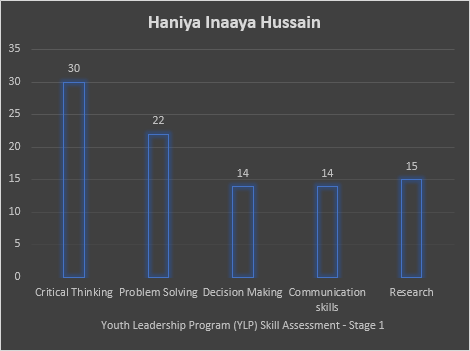 Haniya Inaaya Hussain
35
30
25
20
15
10
5
0
30
22
14
14
15
Critical Thinking
Problem Solving
Decision Making
Communication
skills
Research
Youth Leadership Program (YLP) Skill Assessment - Stage 1